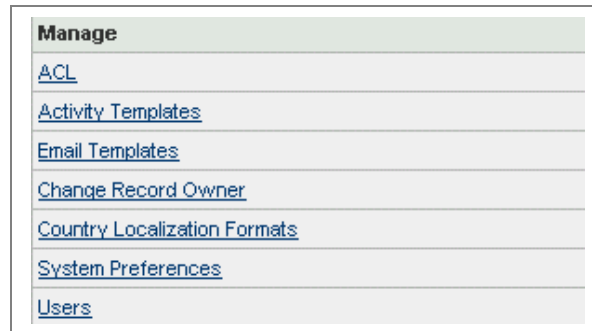 Manage
ACL
Activity Templates
Email Templates
Change Record Owner
Country Localization Formats
System Preferences
Users